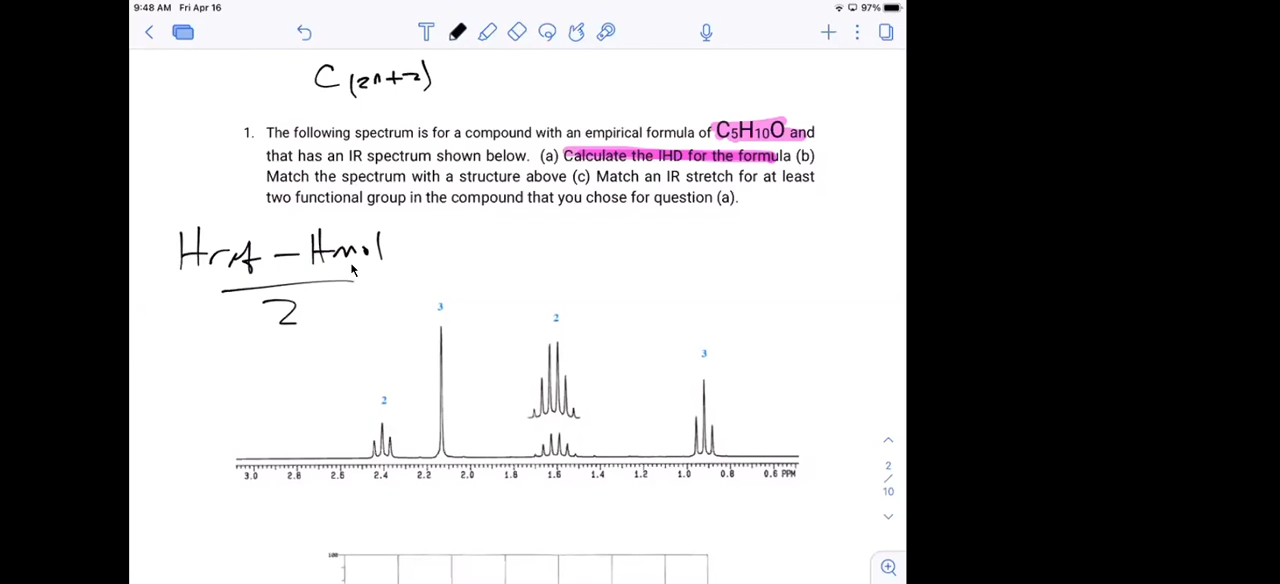 9:48 AM Fri Apr 16
97%
C(2n+2)
1. The following spectrum is for a compound with an empirical formula of C5H10O and
that has an IR spectrum shown below. (a) Calculate the IHD for the formula (b)
Match the spectrum with a structure above (c) Match an IR stretch for at least
two functional group in the compound that you chose for question (a).
Href - Hmol
2
3
2
3
2
3.0 2.8 2.6 2.4 2.2 2.0 1.8 1.6 1.4 1.2 1.0 0.8 0.6 PPM
2
/
10
100